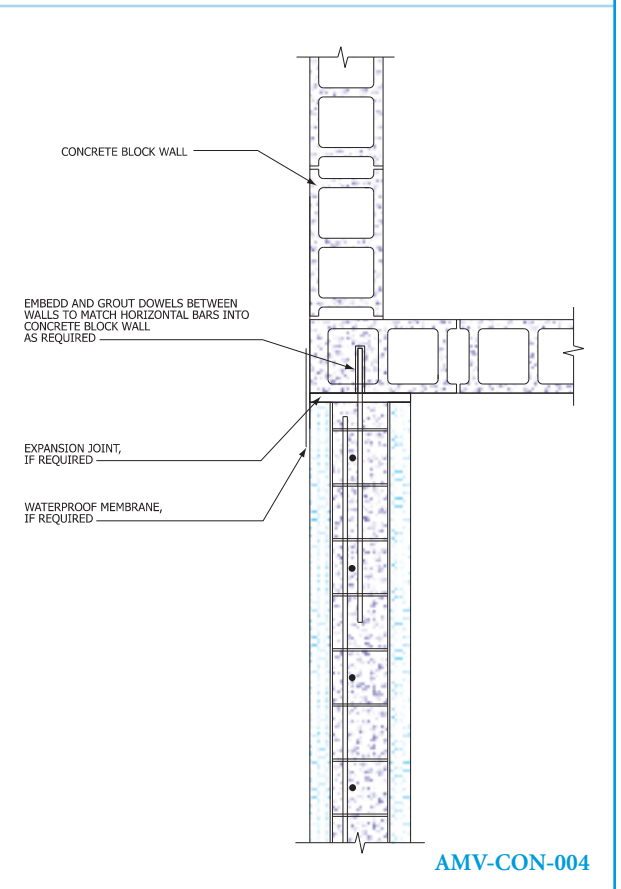 CONCRETE BLOCK WALL
EMBEDD AND GROUT DOWELS BETWEEN
WALLS TO MATCH HORIZONTAL BARS INTO
CONCRETE BLOCK WALL
AS REQUIRED
EXPANSION JOINT,
IF REQUIRED
WATERPROOF MEMBRANE,
IF REQUIRED
AMV-CON-004